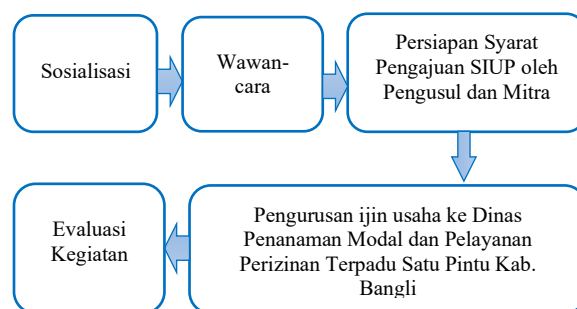 Sosialisasi
Wawan-
cara
Persiapan Syarat
Pengajuan SIUP oleh
Pengusul dan Mitra
Pengurusan ijin usaha ke Dinas
Penanaman Modal dan Pelayanan
Perizinan Terpadu Satu Pintu Kab.
Bangli
Evaluasi
Kegiatan